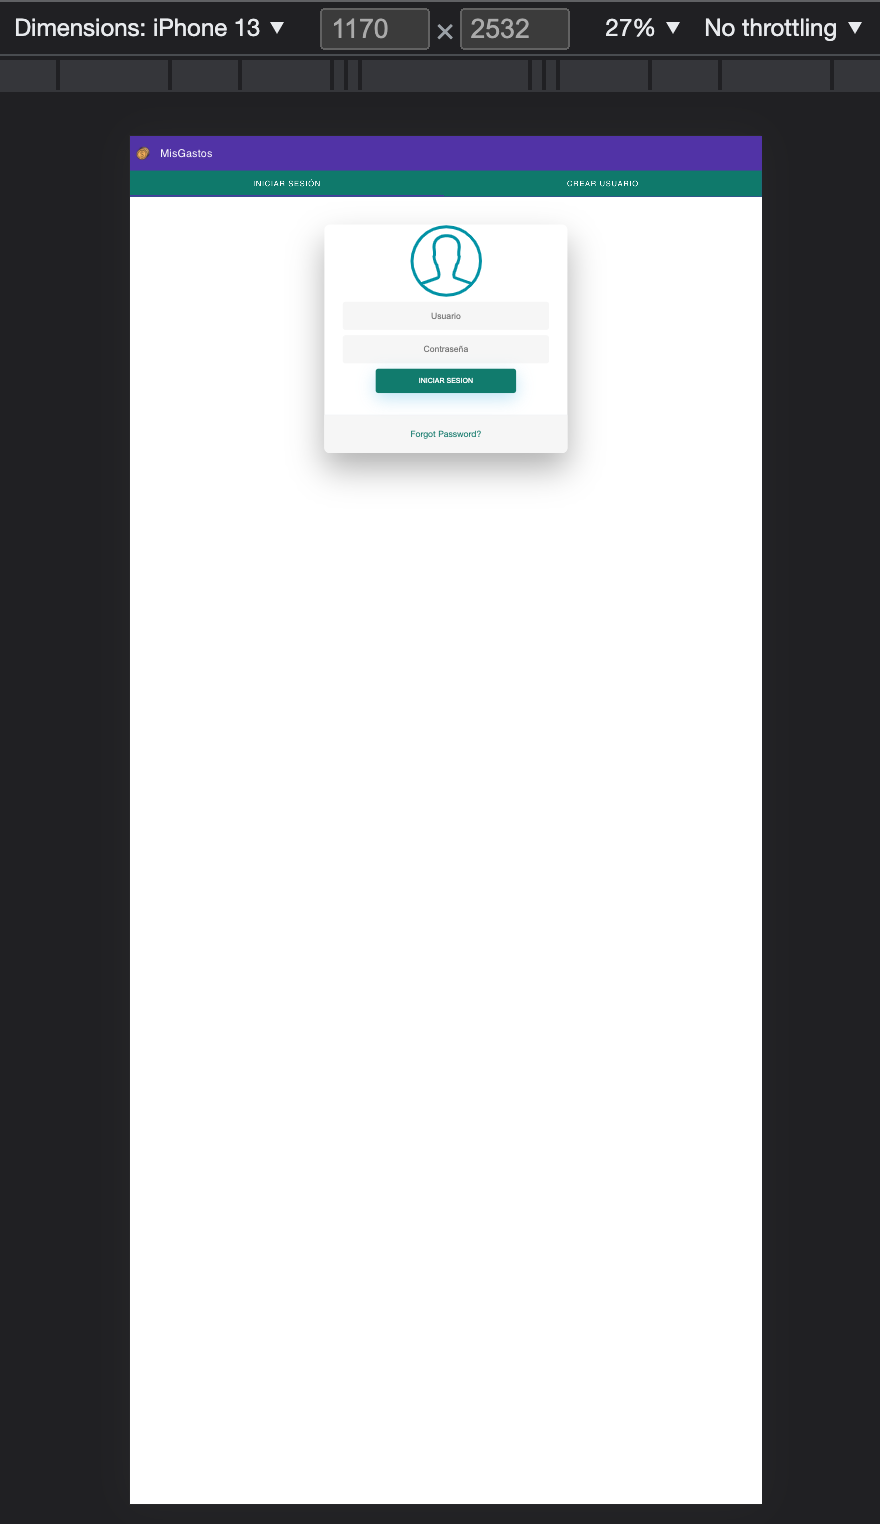 Dimensions: iPhone 13 ▼ 1170 × 2532 27% ▼ No throttling ▼
MisGastos
INICIAR SESIÓN CREAR USUARIO
Usuario
Contraseña
INICIAR SESION
Forgot Password?